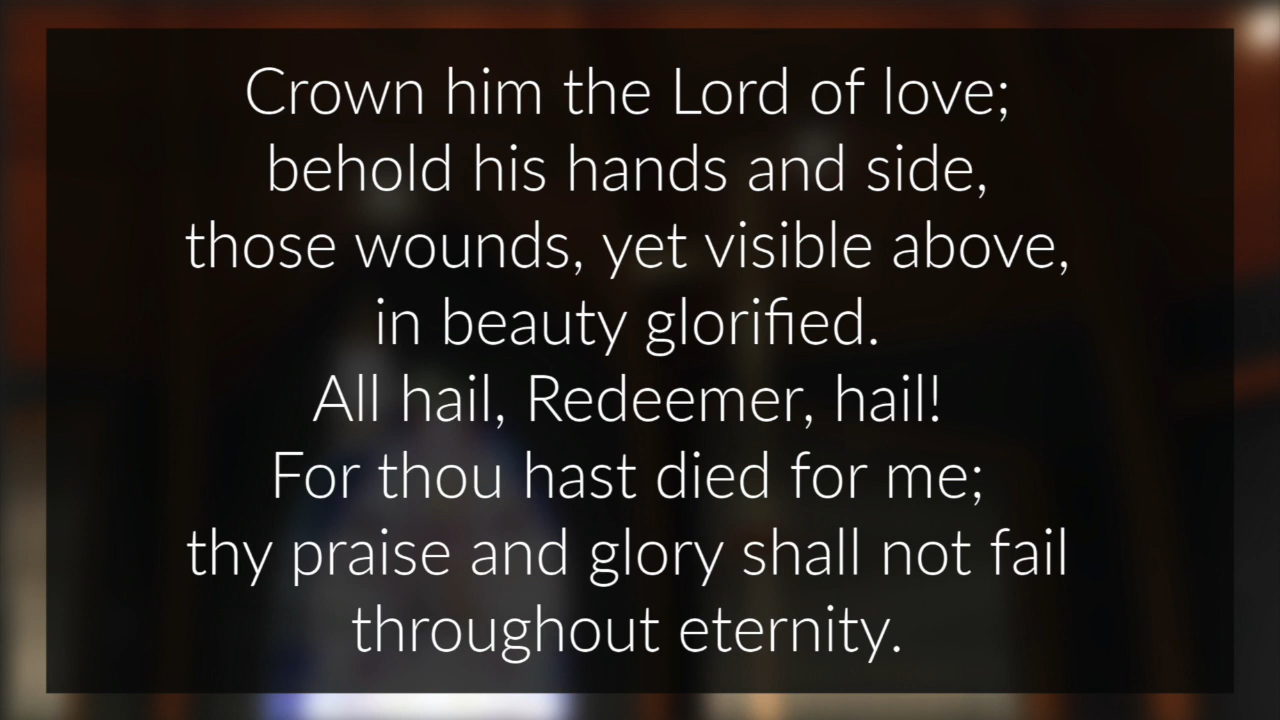 Crown him the Lord of love;
behold his hands and side,
those wounds, yet visible above,
in beauty glorified.
All hail, Redeemer, hail!
For thou hast died for me;
thy praise and glory shall not fail
throughout eternity.